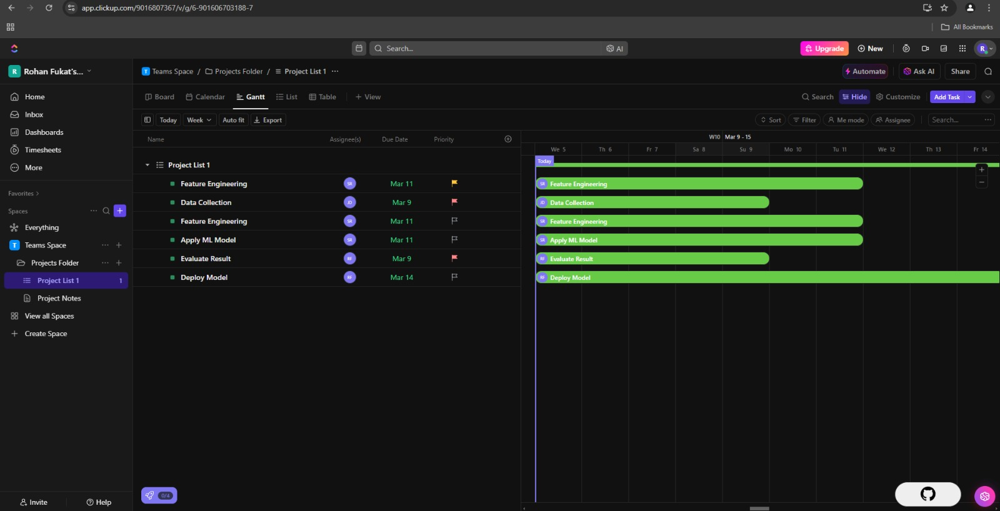 app.clickup.com/9016807367/v/g/6-901606703188-7
All Bookmarks
Search...
AI
Upgrade
New
R
R
Rohan Fukat's...
T Teams Space / Projects Folder / Project List 1 ...
Automate
Ask AI
Share
Home
Inbox
Dashboards
Timesheets
More
Favorites
Spaces
Everything
T Teams Space
Projects Folder
Project List 1 1
Project Notes
View all Spaces
Create Space
Invite
Help
Board
Calendar
Gantt
List
Table
+ View
Search
Hide
Customize
Add Task
Today
Week
Auto fit
Export
Sort
Filter
Me mode
Assignee
Search...
Name Assignee(s) Due Date Priority
Project List 1
Feature Engineering SR Mar 11
Data Collection JD Mar 9
Feature Engineering SR Mar 11
Apply ML Model SR Mar 11
Evaluate Result RF Mar 9
Deploy Model RF Mar 14
0/4
W10 Mar 9 - 15
We 5 Th 6 Fr 7 Sa 8 Su 9 Mo 10 Tu 11 We 12 Th 13 Fr 14
Today
SR Feature Engineering
JD Data Collection
SR Feature Engineering
SR Apply ML Model
RF Evaluate Result
RF Deploy Model